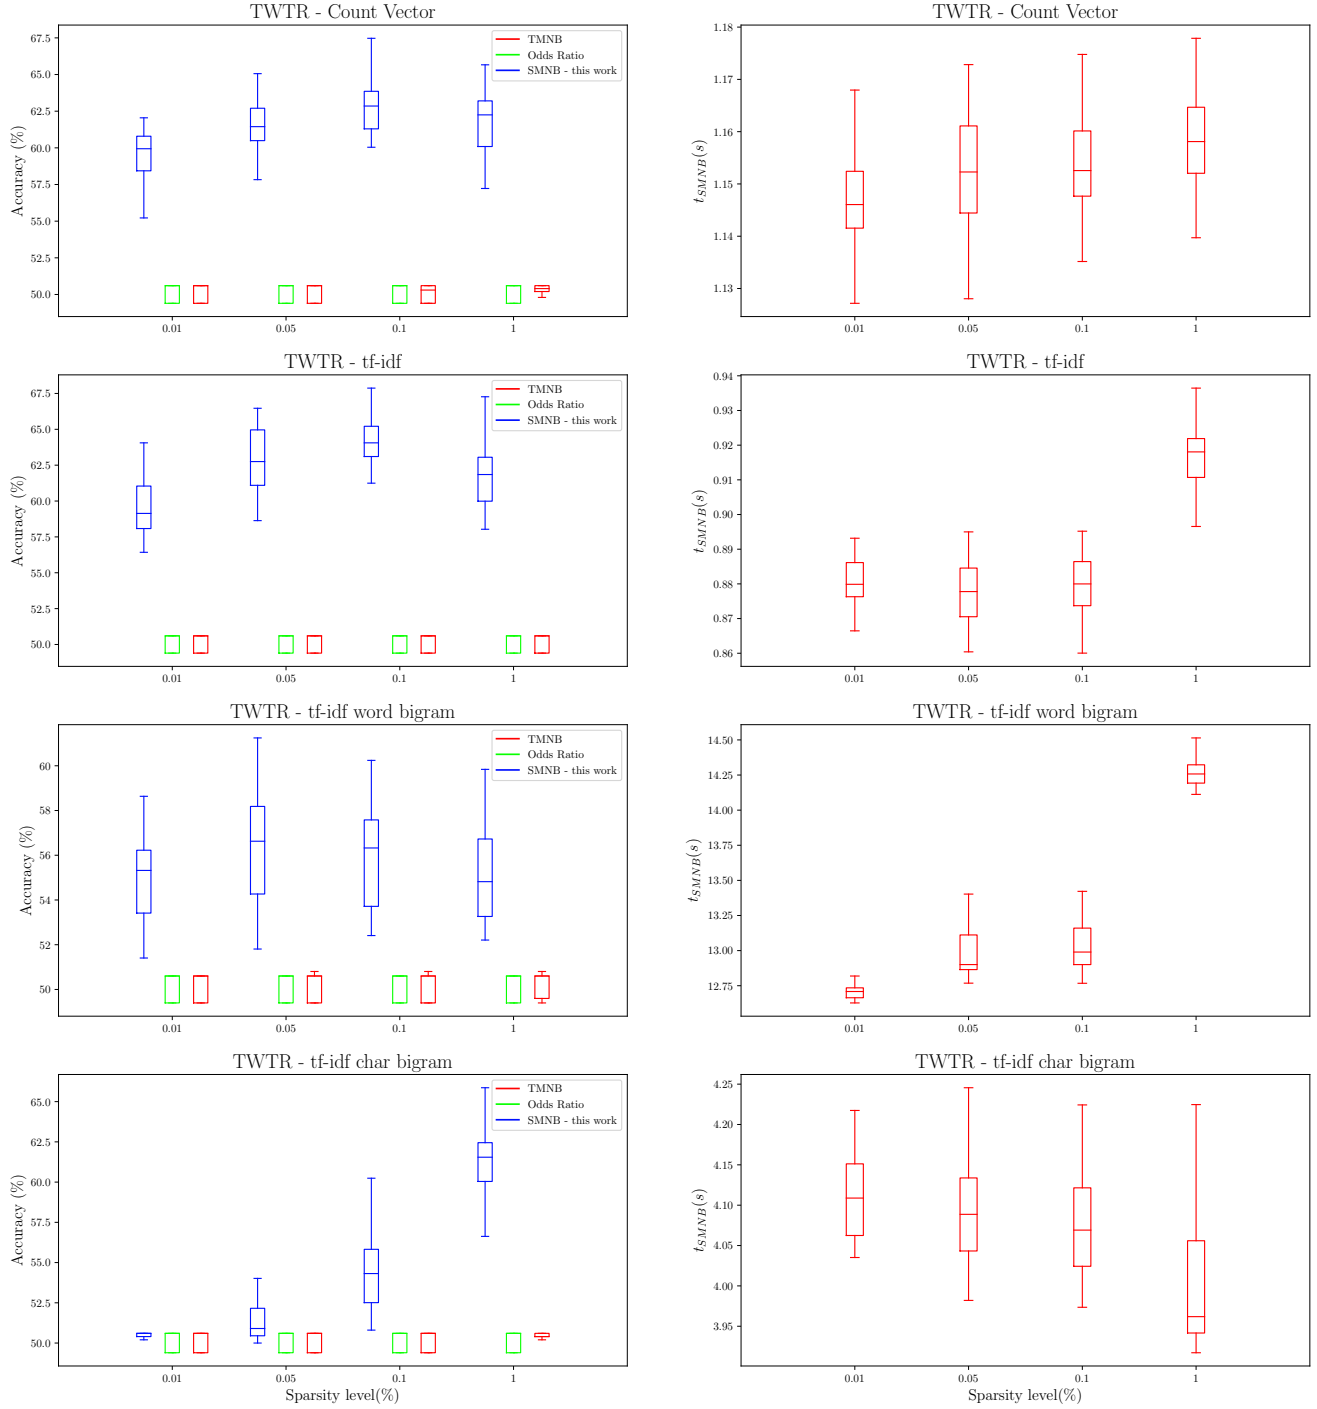 TWTR - Count Vector
67.5
65.0
62.5
60.0
57.5
55.0
52.5
50.0
Accuracy (%)
TMNB
Odds Ratio
SMNB - this work
0.01 0.05 0.1 1
TWTR - Count Vector
1.18
1.17
1.16
1.15
1.14
1.13
t_{SMNB}(s)
0.01 0.05 0.1 1
TWTR - tf-idf
67.5
65.0
62.5
60.0
57.5
55.0
52.5
50.0
Accuracy (%)
TMNB
Odds Ratio
SMNB - this work
0.01 0.05 0.1 1
TWTR - tf-idf
0.94
0.93
0.92
0.91
0.90
0.89
0.88
0.87
0.86
t_{SMNB}(s)
0.01 0.05 0.1 1
TWTR - tf-idf word bigram
60
58
56
54
52
50
Accuracy (%)
TMNB
Odds Ratio
SMNB - this work
0.01 0.05 0.1 1
TWTR - tf-idf word bigram
14.50
14.25
14.00
13.75
13.50
13.25
13.00
12.75
t_{SMNB}(s)
0.01 0.05 0.1 1
TWTR - tf-idf char bigram
65.0
62.5
60.0
57.5
55.0
52.5
50.0
Accuracy (%)
TMNB
Odds Ratio
SMNB - this work
0.01 0.05 0.1 1
Sparsity level(%)
TWTR - tf-idf char bigram
4.25
4.20
4.15
4.10
4.05
4.00
3.95
t_{SMNB}(s)
0.01 0.05 0.1 1
Sparsity level(%)